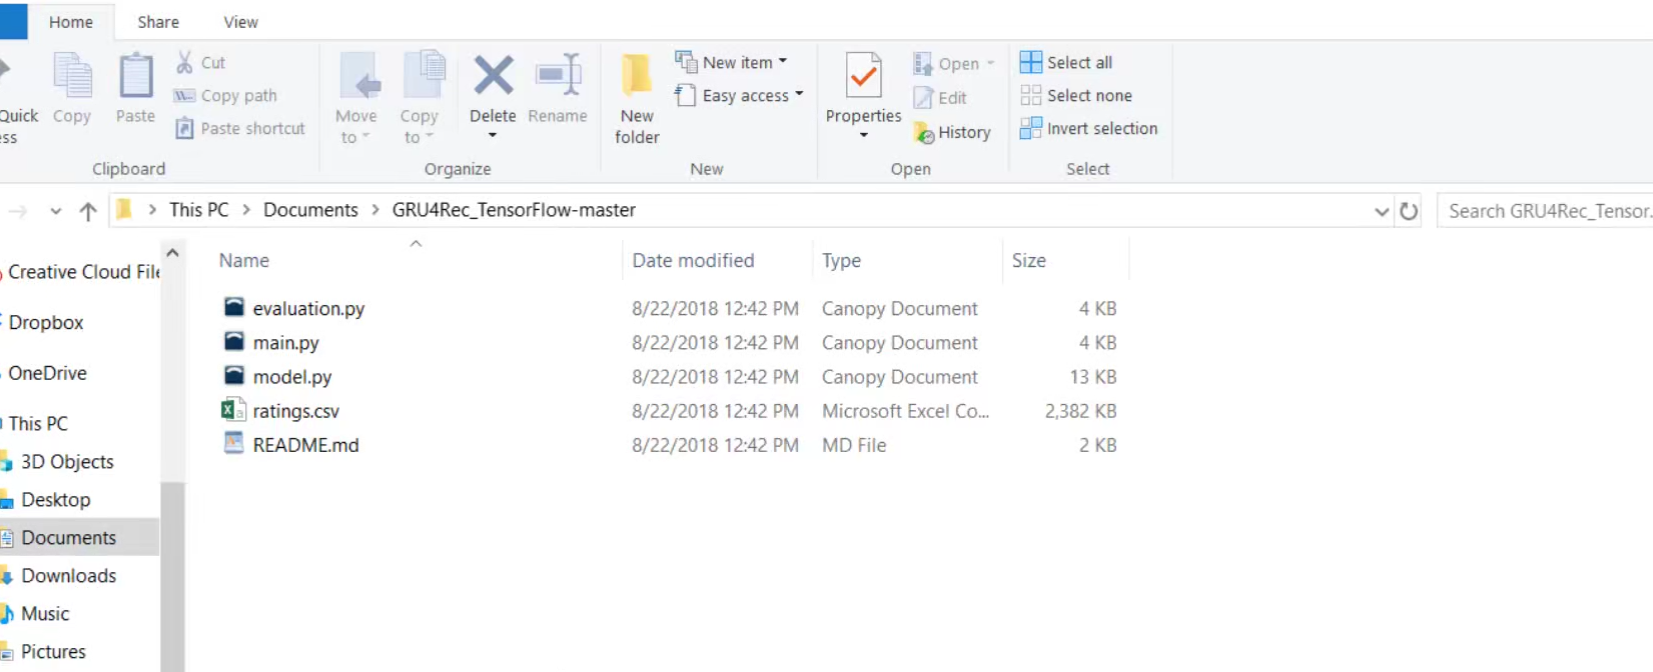 Home Share View
Cut
Copy path
Paste shortcut
Quick
ess
Copy
Paste
Clipboard
Move
to
Copy
to
Delete
Rename
Organize
New
folder
New item
Easy access
New
Properties
Open
Edit
History
Open
Select all
Select none
Invert selection
Select
This PC > Documents > GRU4Rec_TensorFlow-master
Search GRU4Rec_Tensor.
Creative Cloud File
Dropbox
OneDrive
This PC
3D Objects
Desktop
Documents
Downloads
Music
Pictures
Name Date modified Type Size
evaluation.py 8/22/2018 12:42 PM Canopy Document 4 KB
main.py 8/22/2018 12:42 PM Canopy Document 4 KB
model.py 8/22/2018 12:42 PM Canopy Document 13 KB
ratings.csv 8/22/2018 12:42 PM Microsoft Excel Co... 2,382 KB
README.md 8/22/2018 12:42 PM MD File 2 KB